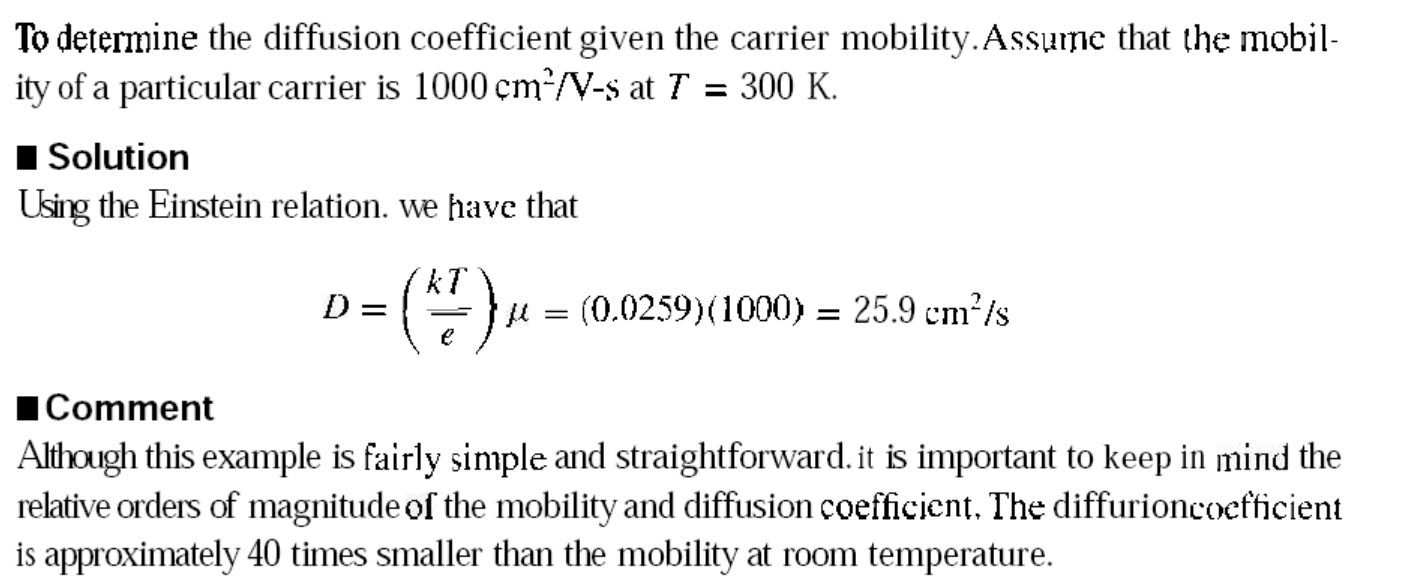 To determine the diffusion coefficient given the carrier mobility. Assume that the mobil-
ity of a particular carrier is 1000 cm²/V-s at T = 300 K.
■ Solution
Using the Einstein relation. we have that
D = (kT/e) μ = (0.0259)(1000) = 25.9 cm²/s
■ Comment
Although this example is fairly simple and straightforward. it is important to keep in mind the
relative orders of magnitude of the mobility and diffusion coefficient. The diffurion coefficient
is approximately 40 times smaller than the mobility at room temperature.